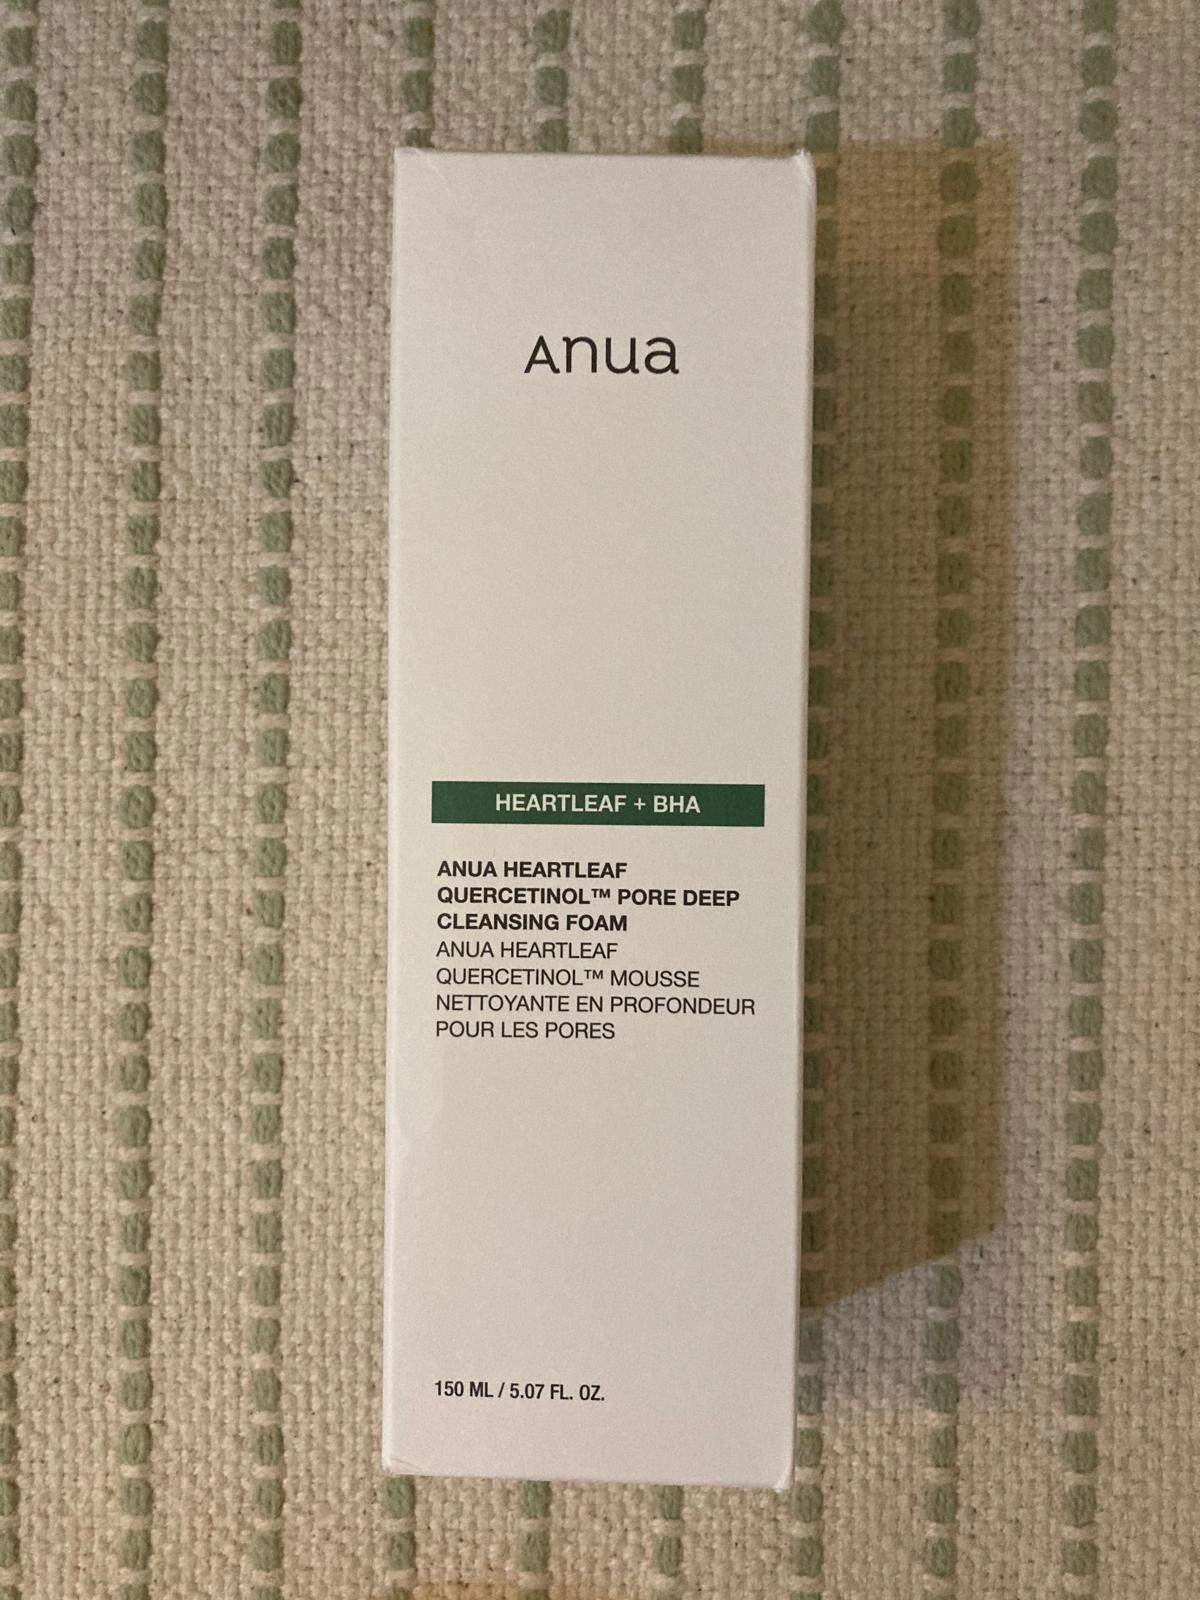 Anua
HEARTLEAF + BHA
ANUA HEARTLEAF
QUERCETINOL™ PORE DEEP
CLEANSING FOAM
ANUA HEARTLEAF
QUERCETINOL™ MOUSSE
NETTOYANTE EN PROFONDEUR
POUR LES PORES
150 ML / 5.07 FL. OZ.